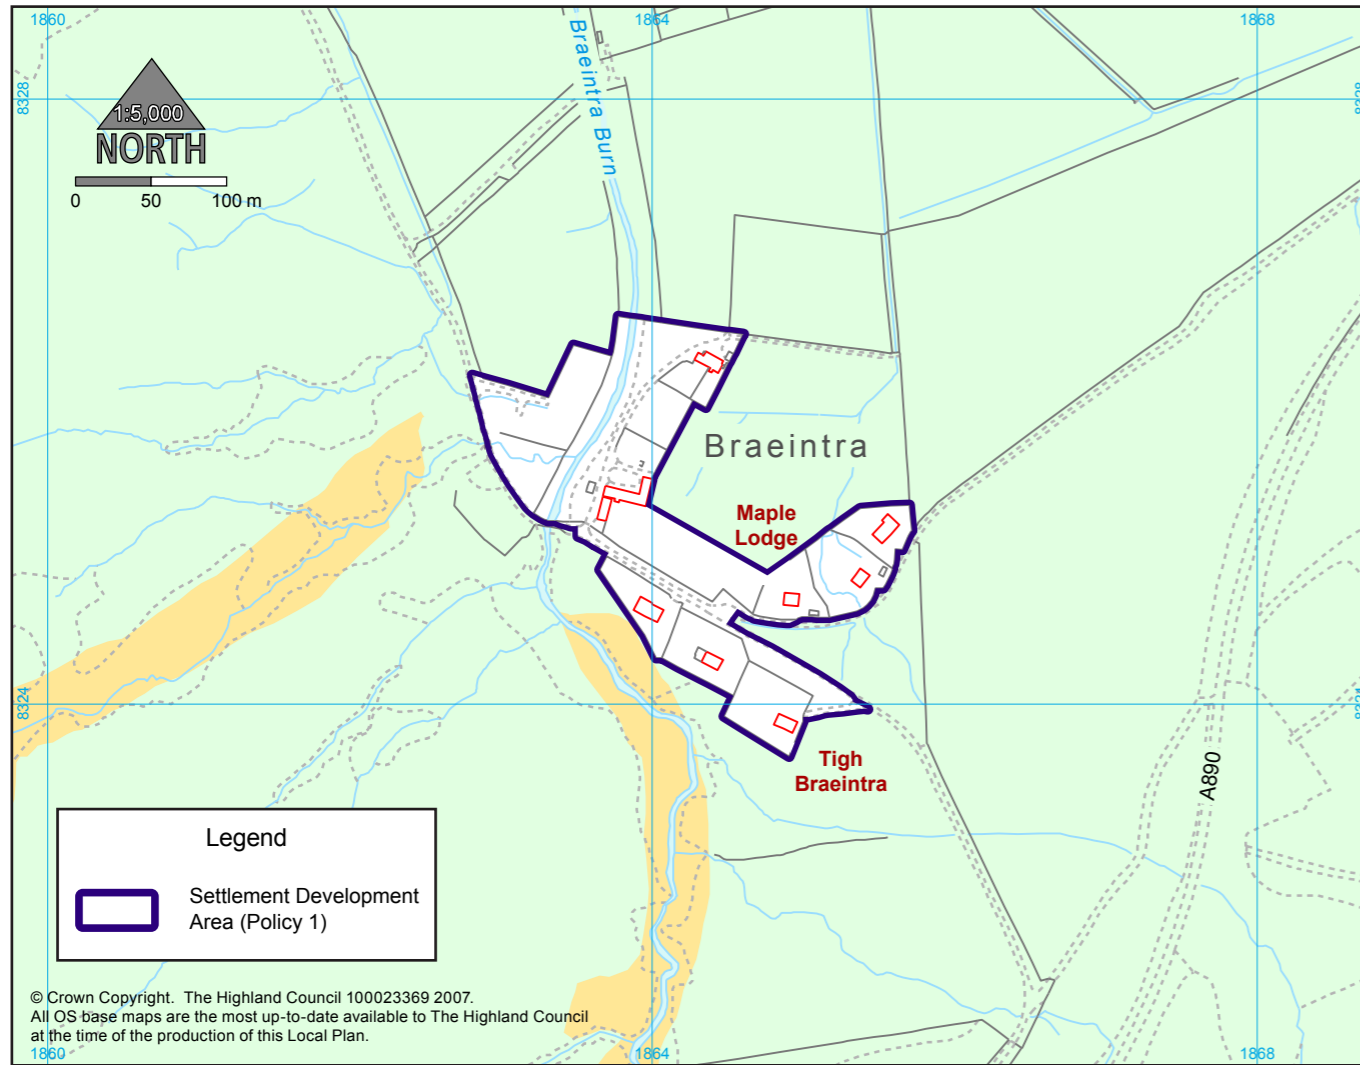 1860
1864
1868
8328
8328
1:5,000
NORTH
0 50 100 m
Braeintra Burn
Braeintra
Maple
Lodge
8324
Tigh
Braeintra
A890
Legend
Settlement Development
Area (Policy 1)
© Crown Copyright. The Highland Council 100023369 2007.
All OS base maps are the most up-to-date available to The Highland Council
at the time of the production of this Local Plan.
1860
1864
1868